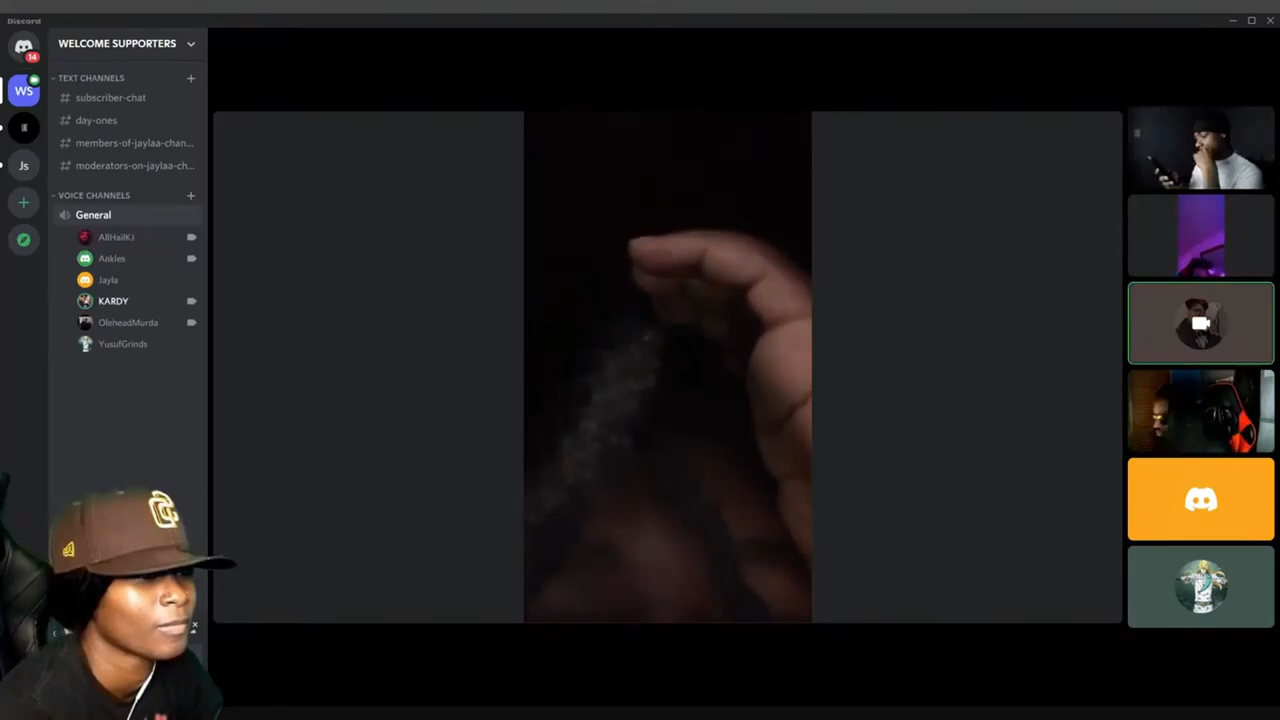 Discord
14
WS
Js
WELCOME SUPPORTERS
TEXT CHANNELS
subscriber-chat
day-ones
members-of-jaylaa-chan...
moderators-on-jaylaa-ch...
VOICE CHANNELS
General
AllHailKJ
Ankles
Jayla
KARDY
OleheadMurda
YusufGrinds